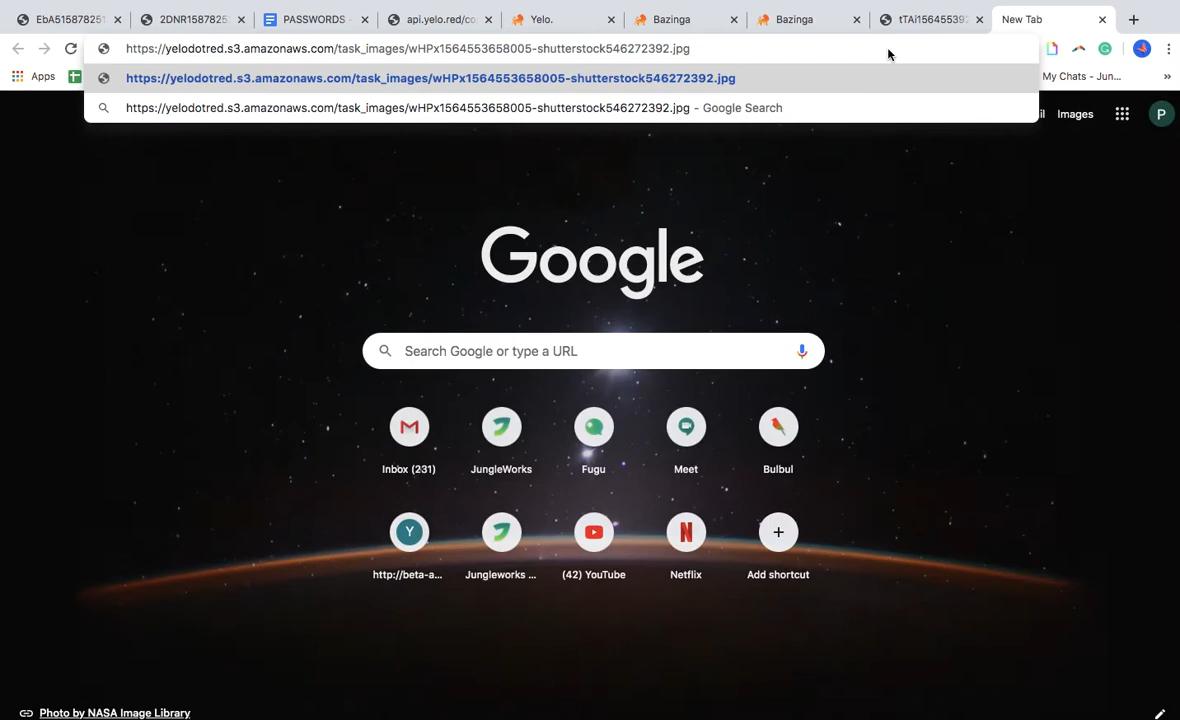 EbA515878251
2DNR1587825
PASSWORDS -
api.yelo.red/co
Yelo.
Bazinga
Bazinga
tTAi15645539
New Tab
https://yelodotred.s3.amazonaws.com/task_images/wHPx1564553658005-shutterstock546272392.jpg
Apps
https://yelodotred.s3.amazonaws.com/task_images/wHPx1564553658005-shutterstock546272392.jpg
My Chats - Jun...
»
https://yelodotred.s3.amazonaws.com/task_images/wHPx1564553658005-shutterstock546272392.jpg - Google Search
il
Images
P
Google
Search Google or type a URL
Inbox (231)
JungleWorks
Fugu
Meet
Bulbul
Y
N
http://beta-a...
Jungleworks ...
(42) YouTube
Netflix
Add shortcut
Photo by NASA Image Library